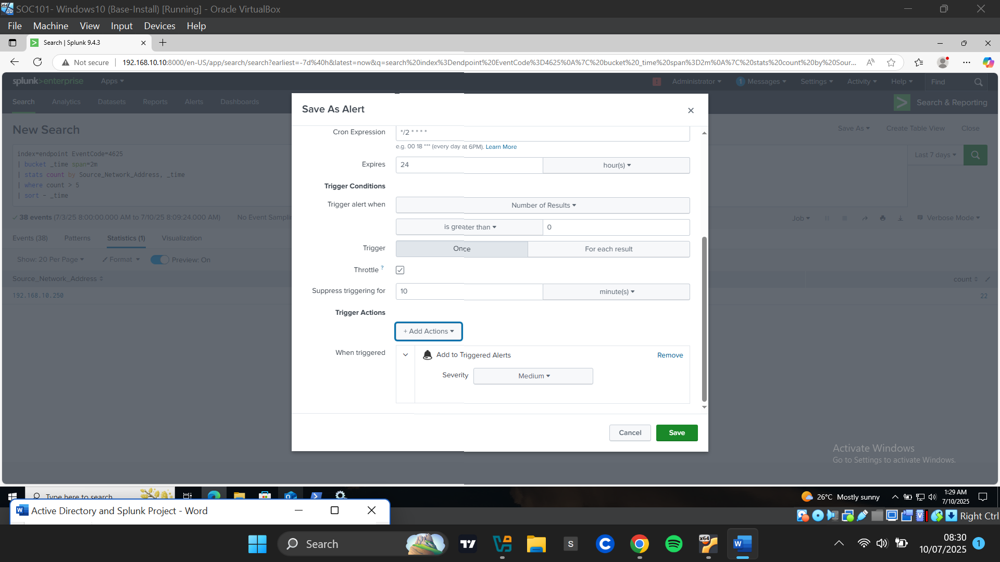 SOC101- Windows10 (Base-Install) [Running] - Oracle VirtualBox
File Machine View Input Devices Help
Search | Splunk 9.4.3
Not secure 192.168.10.10:8000/en-US/app/search/search?earliest=-7d%40h&latest=now&q=search%20index%3Dendpoint%20EventCode%3D4625%0A%7C%20bucket%20_time%20span%3D2m%0A%7C%20stats%20count%20by%20Sour...
splunk>enterprise Apps
Administrator 1 Messages Settings Activity Help Find
Search Analytics Datasets Reports Alerts Dashboards
Search & Reporting
New Search
Save As Create Table View Close
index=endpoint EventCode=4625
| bucket _time span=2m
| stats count by Source_Network_Address, _time
| where count > 5
| sort - _time
Last 7 days
38 events (7/3/25 8:00:00.000 AM to 7/10/25 8:09:24.000 AM) No Event Samplin
Job Verbose Mode
Events (38) Patterns Statistics (1) Visualization
Show: 20 Per Page Format Preview: On
Source_Network_Address count
192.168.10.250 22
Save As Alert
Cron Expression */2 * * * *
e.g. 00 18 *** (every day at 6PM). Learn More
Expires 24 hour(s)
Trigger Conditions
Trigger alert when Number of Results
is greater than 0
Trigger Once For each result
Throttle ?
Suppress triggering for 10 minute(s)
Trigger Actions
+ Add Actions
When triggered Add to Triggered Alerts Remove
Severity Medium
Cancel Save
Activate Windows
Go to Settings to activate Windows.
Type here to search
26°C Mostly sunny
1:29 AM
7/10/2025
Active Directory and Splunk Project - Word
Right Ctrl
Search
08:30
10/07/2025
1